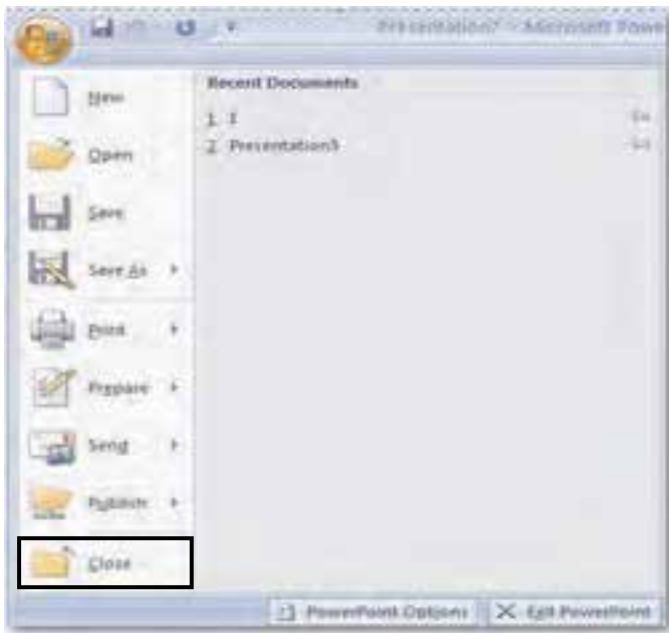 Presentation7 - Microsoft Powe
New
Open
Save
Save As
Print
Prepare
Send
Publish
Close
Recent Documents
1 1
2 Presentation5
PowerPoint Options
Exit PowerPoint